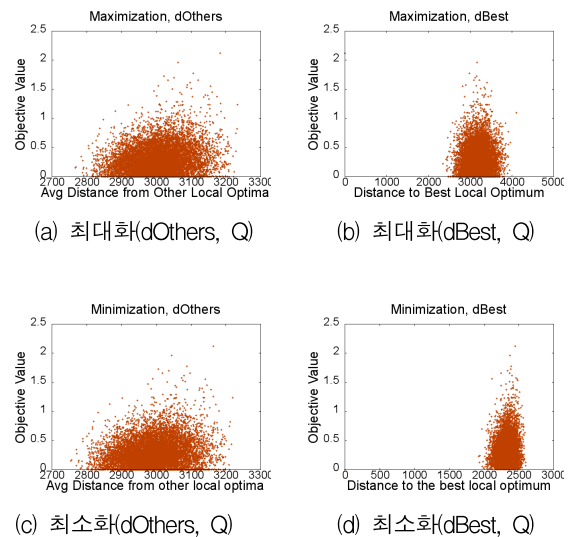 Maximization, dOthers
2.5
2
1.5
1
0.5
0
Objective Value
2700 2800 2900 3000 3100 3200 3300
Avg Distance from Other Local Optima
(a) 최대화(dOthers, Q)
Maximization, dBest
2.5
2
1.5
1
0.5
0
Objective Value
0 1000 2000 3000 4000 5000
Distance to Best Local Optimum
(b) 최대화(dBest, Q)
Minimization, dOthers
2.5
2
1.5
1
0.5
0
Objective Value
2700 2800 2900 3000 3100 3200 3300
Avg Distance from other local optima
(c) 최소화(dOthers, Q)
Minimization, dBest
2.5
2
1.5
1
0.5
0
Objective Value
0 500 1000 1500 2000 2500 3000
Distance to the best local optimum
(d) 최소화(dBest, Q)